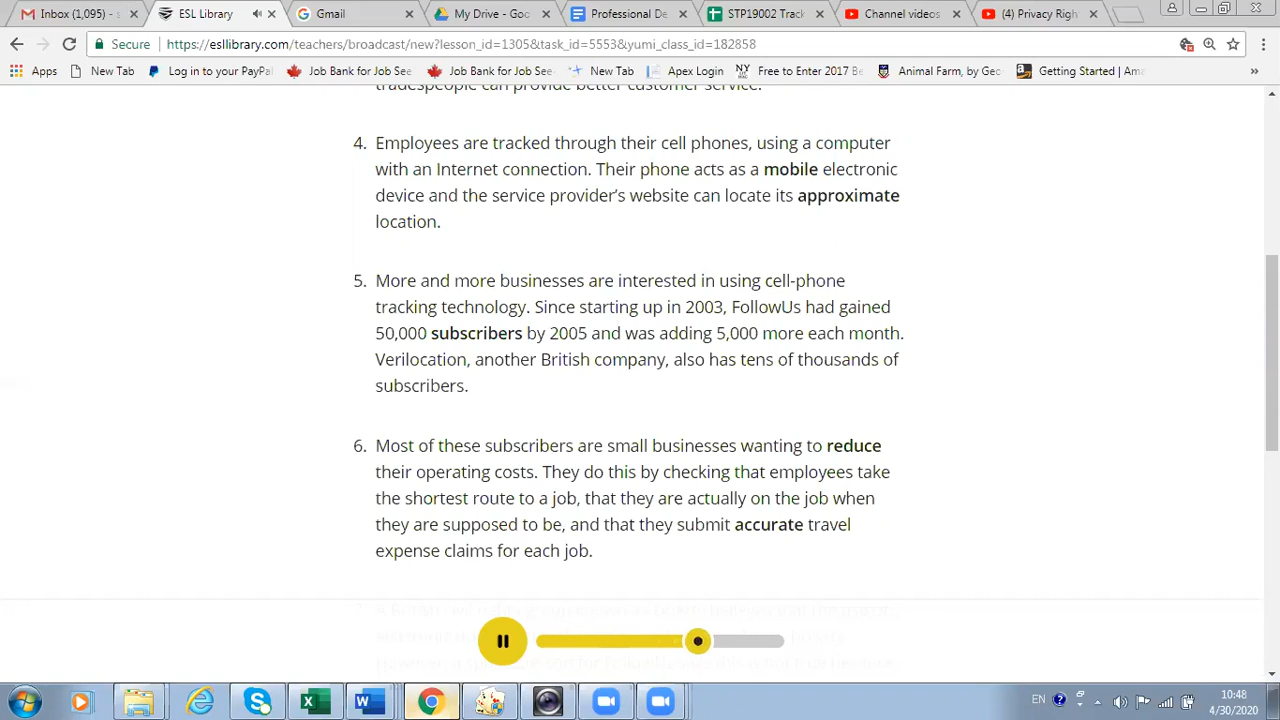 Inbox (1,095) -
ESL Library
Gmail
My Drive - Goo
Professional De
STP19002 Track
Channel videos
(4) Privacy Righ
Secure
https://esllibrary.com/teachers/broadcast/new?lesson_id=1305&task_id=5553&yumi_class_id=182858
Apps
New Tab
Log in to your PayPal
Job Bank for Job See
Job Bank for Job See
New Tab
Apex Login
Free to Enter 2017 Be
Animal Farm, by Geo
Getting Started | Am
tradespeople can provide better customer service.
4. Employees are tracked through their cell phones, using a computer
with an Internet connection. Their phone acts as a mobile electronic
device and the service provider's website can locate its approximate
location.
5. More and more businesses are interested in using cell-phone
tracking technology. Since starting up in 2003, FollowUs had gained
50,000 subscribers by 2005 and was adding 5,000 more each month.
Verilocation, another British company, also has tens of thousands of
subscribers.
6. Most of these subscribers are small businesses wanting to reduce
their operating costs. They do this by checking that employees take
the shortest route to a job, that they are actually on the job when
they are supposed to be, and that they submit accurate travel
expense claims for each job.
EN
10:48
4/30/2020